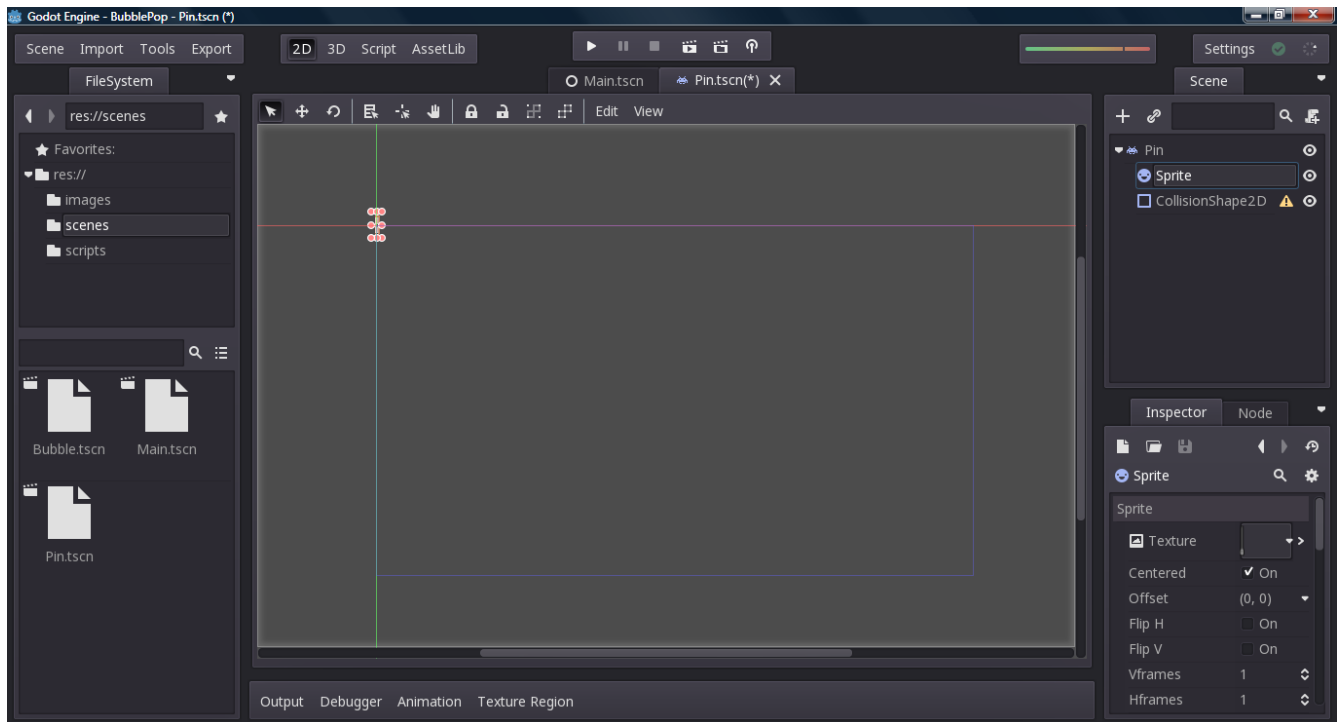 Godot Engine - BubblePop - Pin.tscn (*)
Scene Import Tools Export
2D 3D Script AssetLib
Settings
FileSystem
Main.tscn
Pin.tscn(*)
Scene
res://scenes
Edit View
Favorites:
res://
images
scenes
scripts
Pin
Sprite
CollisionShape2D
Bubble.tscn
Main.tscn
Pin.tscn
Inspector
Node
Sprite
Sprite
Texture
Centered On
Offset (0, 0)
Flip H On
Flip V On
Vframes 1
Hframes 1
Output Debugger Animation Texture Region